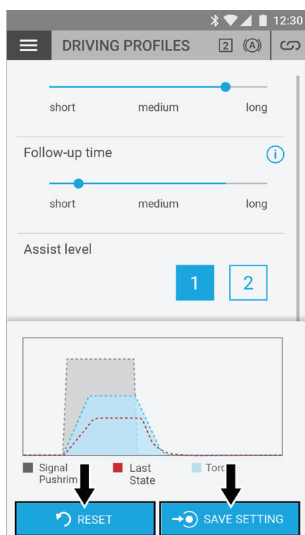 12:30
DRIVING PROFILES 2 (A)
short medium long
Follow-up time i
short medium long
Assist level
1 2
Signal Last
Pushrim State
RESET SAVE SETTING